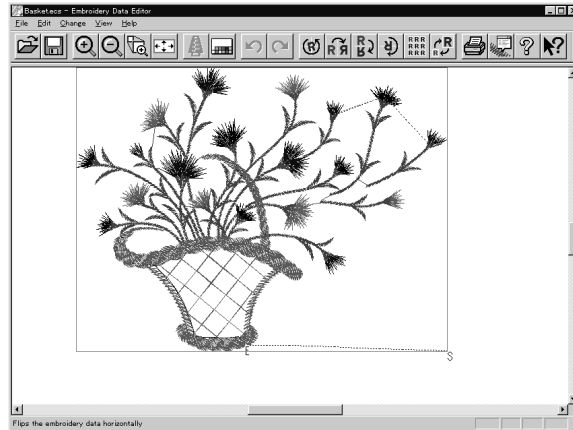 Basket.ecs - Embroidery Data Editor
File Edit Change View Help
E
S
Flips the embroidery data horizontally